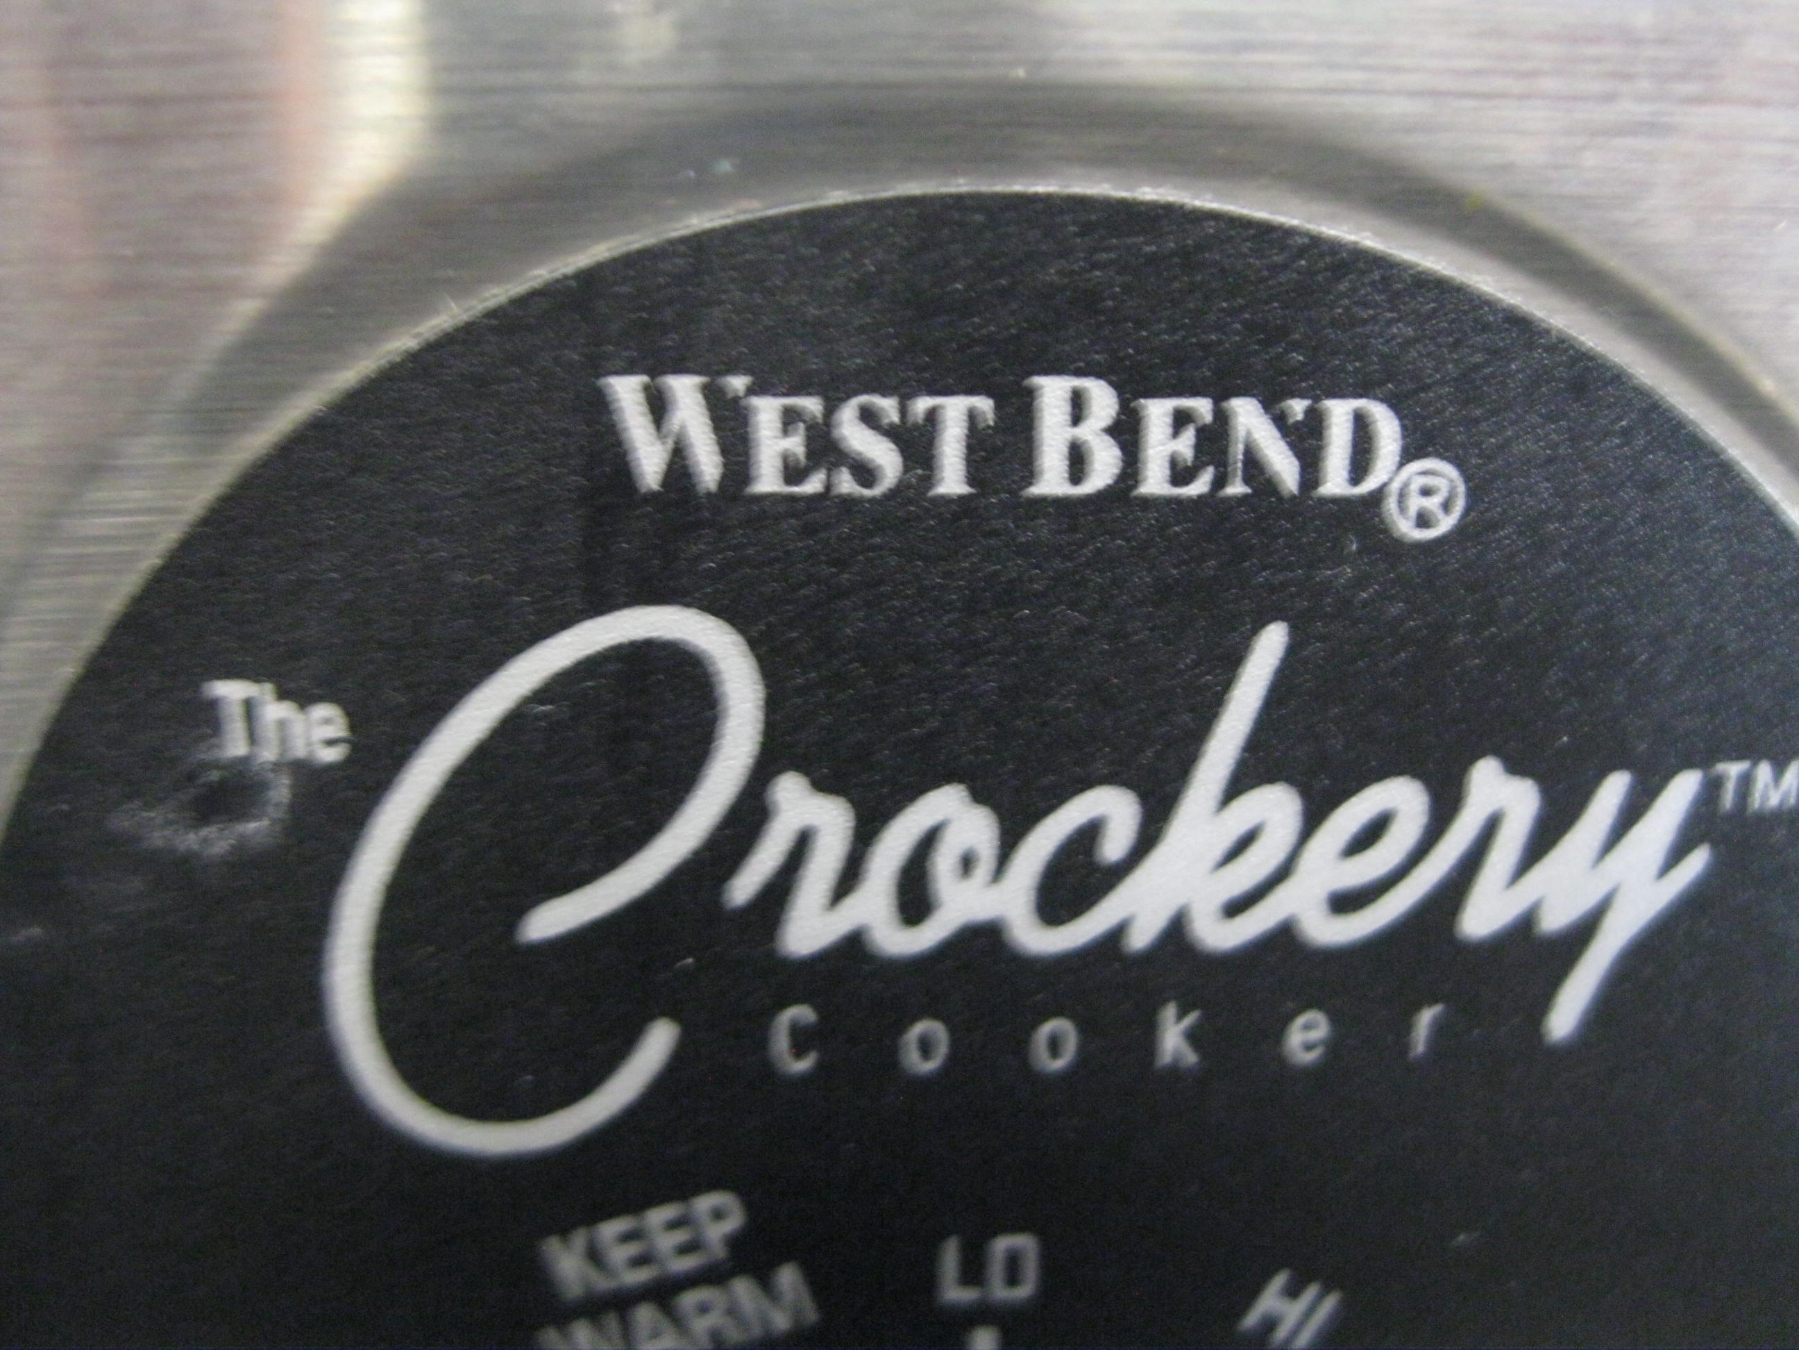 WEST BEND®
The Crockery™
Cooker
KEEP WARM
LO
HI